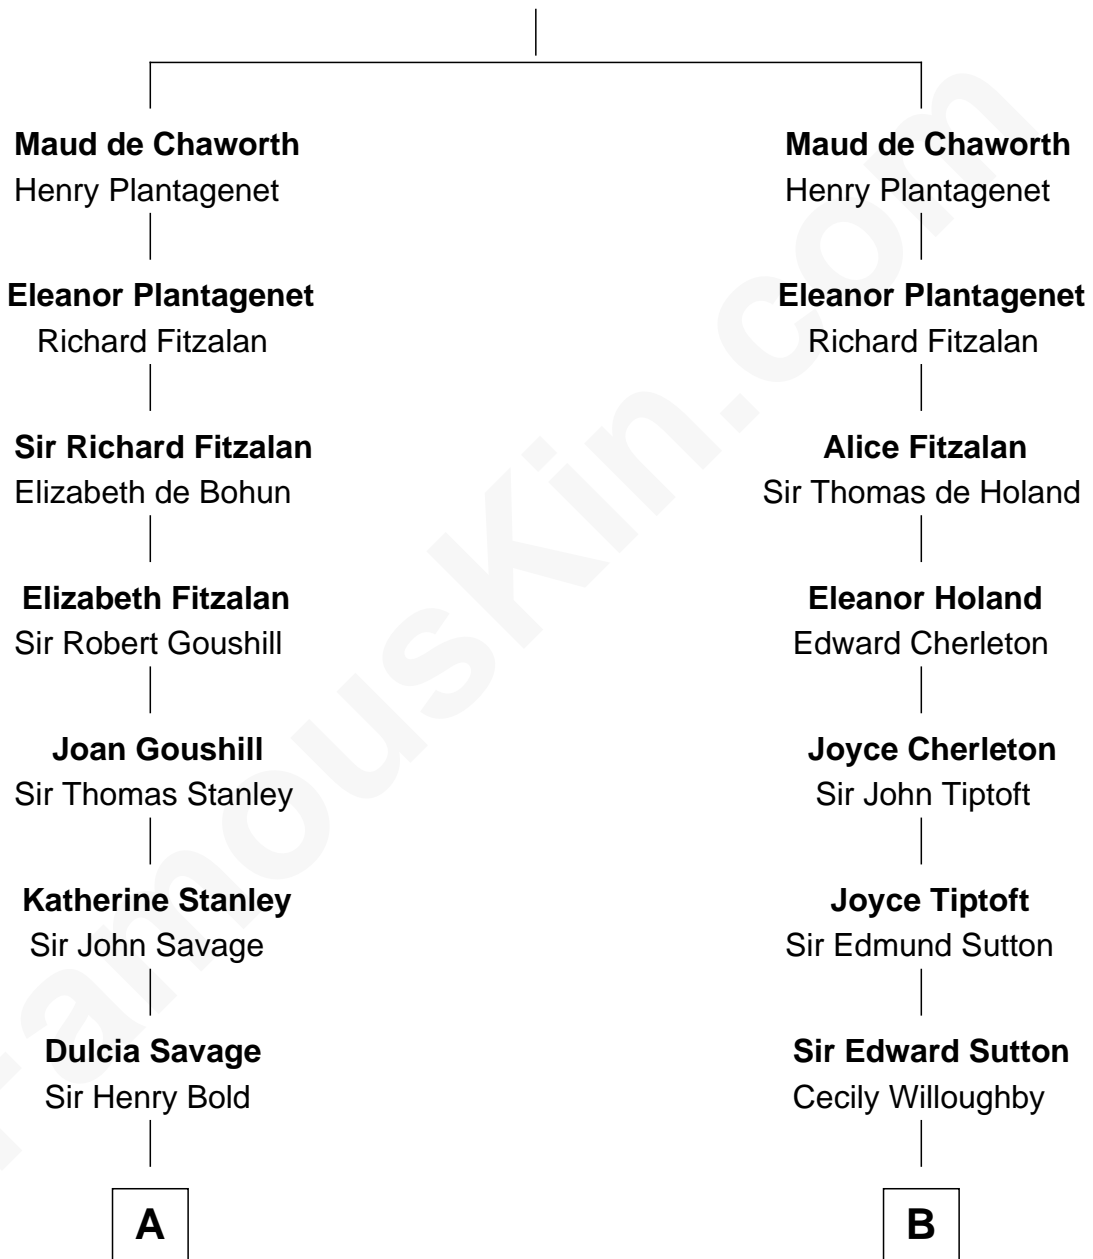 Maud de Chaworth
Henry Plantagenet
Eleanor Plantagenet
Richard Fitzalan
Sir Richard Fitzalan
Elizabeth de Bohun
Elizabeth Fitzalan
Sir Robert Goushill
Joan Goushill
Sir Thomas Stanley
Katherine Stanley
Sir John Savage
Dulcia Savage
Sir Henry Bold
A
Maud de Chaworth
Henry Plantagenet
Eleanor Plantagenet
Richard Fitzalan
Alice Fitzalan
Sir Thomas de Holand
Eleanor Holand
Edward Cherleton
Joyce Cherleton
Sir John Tiptoft
Joyce Tiptoft
Sir Edmund Sutton
Sir Edward Sutton
Cecily Willoughby
B
FamousKin.com